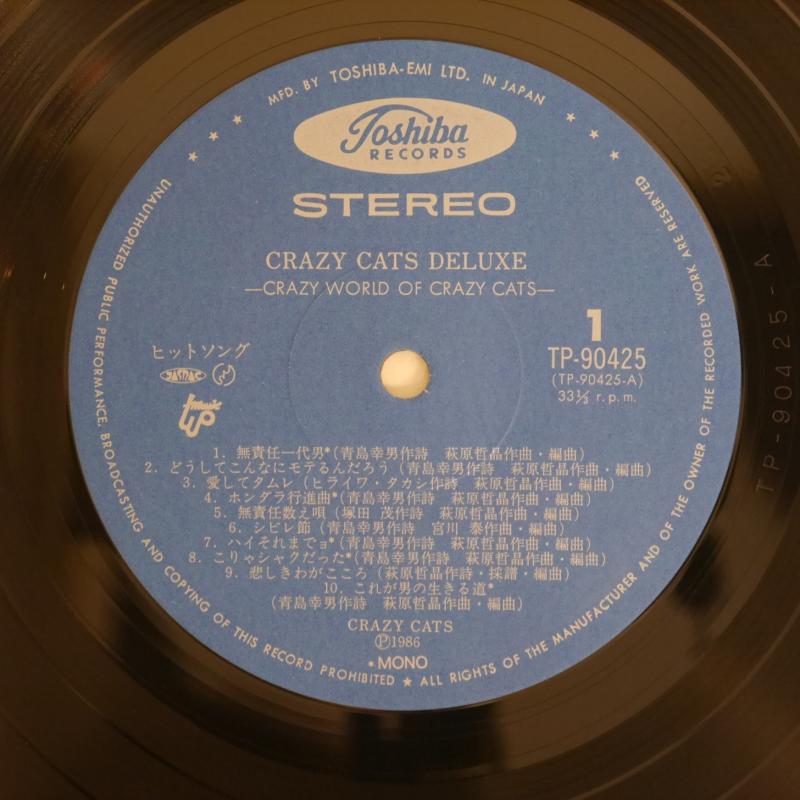 MFD. BY TOSHIBA-EMI LTD. IN JAPAN
Toshiba
RECORDS
STEREO
CRAZY CATS DELUXE
—CRAZY WORLD OF CRAZY CATS—
ヒットソング
JASRAC
1
TP-90425
(TP-90425-A)
33⅓ r.p.m.
1. 無責任一代男*(青島幸男作詩 萩原哲晶作曲・編曲)
2. どうしてこんなにモテるんだろう (青島幸男作詩 萩原哲晶作曲・編曲)
3. 愛してタムレ (ヒライワ・タカシ作詩 萩原哲晶作曲・編曲)
4. ホンダラ行進曲*(青島幸男作詩 萩原哲晶作曲・編曲)
5. 無責任数え唄 (塚田 茂作詩 萩原哲晶作曲・編曲)
6. シビレ節 (青島幸男作詩 宮川 泰作曲・編曲)
7. ハイそれまでョ*(青島幸男作詩 萩原哲晶作曲・編曲)
8. こりゃシャクだった*(青島幸男作詩 萩原哲晶作曲・編曲)
9. 悲しきわがこころ (萩原哲晶作詩・採譜・編曲)
10. これが男の生きる道*
(青島幸男作詩 萩原哲晶作曲・編曲)
CRAZY CATS
Ⓟ1986
*MONO
UNAUTHORIZED PUBLIC PERFORMANCE, BROADCASTING AND COPYING OF THIS RECORD PROHIBITED ★ ALL RIGHTS OF THE MANUFACTURER AND OF THE OWNER OF THE RECORDED WORK ARE RESERVED
TP-90425-A